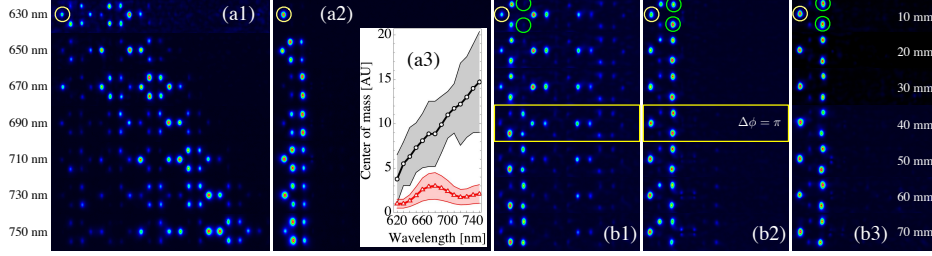 630 nm
650 nm
670 nm
690 nm
710 nm
730 nm
750 nm
(a1)
(a2)
(a3)
Center of mass [AU]
20
15
10
5
0
620 660 700 740
Wavelength [nm]
(b1)
Δϕ = π
(b2)
(b3)
10 mm
20 mm
30 mm
40 mm
50 mm
60 mm
70 mm